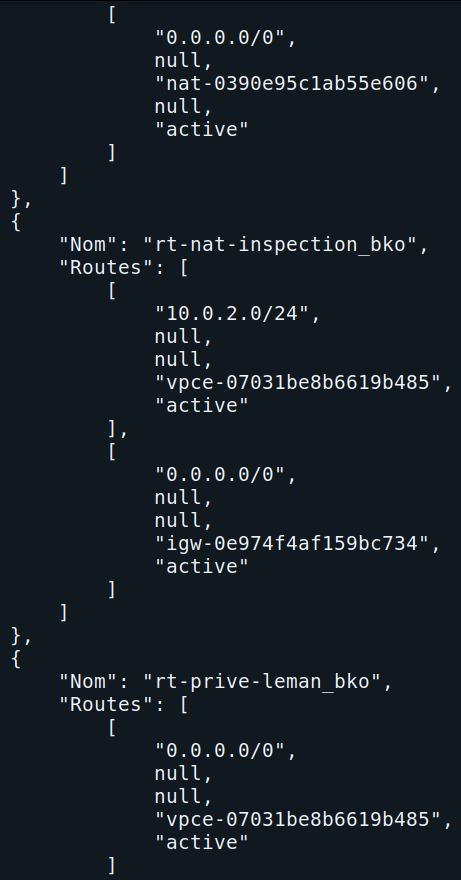 [
"0.0.0.0/0",
null,
"nat-0390e95c1ab55e606",
null,
"active"
]
]
},
{
"Nom": "rt-nat-inspection_bko",
"Routes": [
[
"10.0.2.0/24",
null,
null,
"vpce-07031be8b6619b485",
"active"
],
[
"0.0.0.0/0",
null,
null,
"igw-0e974f4af159bc734",
"active"
]
]
},
{
"Nom": "rt-prive-leman_bko",
"Routes": [
[
"0.0.0.0/0",
null,
null,
"vpce-07031be8b6619b485",
"active"
]